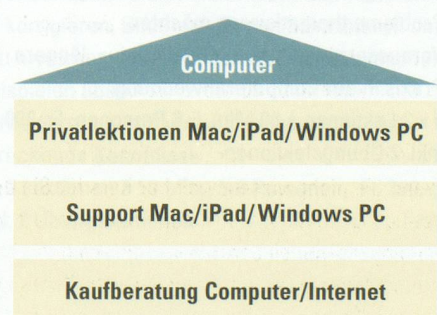 Computer
Privatlektionen Mac/iPad/Windows PC
Support Mac/iPad/Windows PC
Kaufberatung Computer/Internet